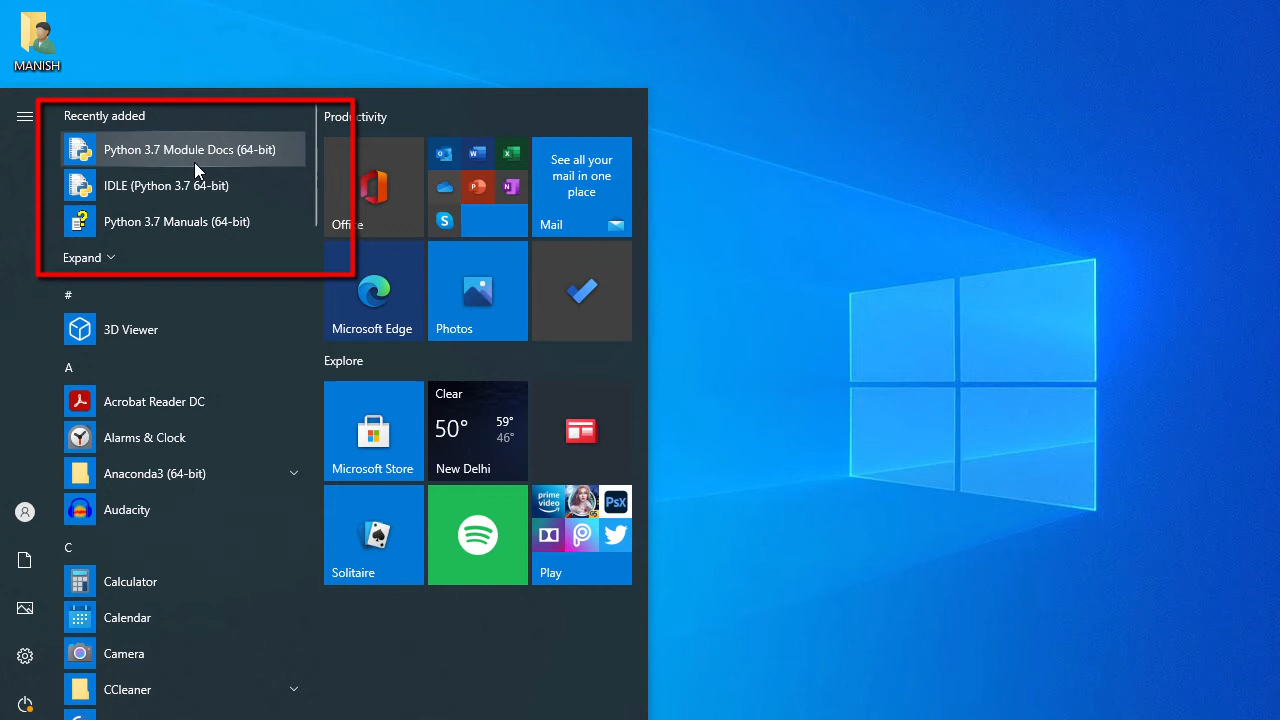 MANISH
Recently added
Python 3.7 Module Docs (64-bit)
IDLE (Python 3.7 64-bit)
Python 3.7 Manuals (64-bit)
Expand
#
3D Viewer
A
Acrobat Reader DC
Alarms & Clock
Anaconda3 (64-bit)
Audacity
C
Calculator
Calendar
Camera
CCleaner
Productivity
Office
See all your
mail in one
place
Mail
Microsoft Edge
Photos
Explore
Microsoft Store
Clear
50°
59°
46°
New Delhi
Solitaire
prime
video
PsX
Play